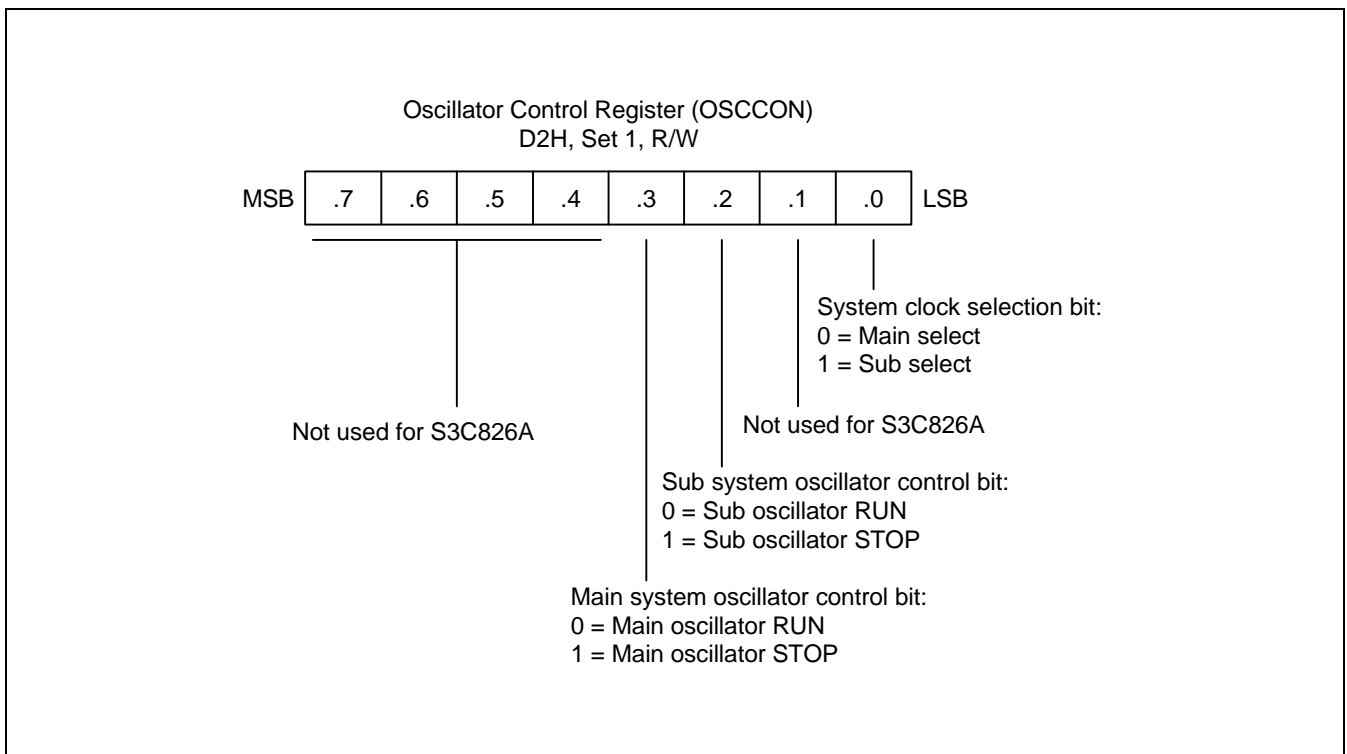 Oscillator Control Register (OSCCON)
D2H, Set 1, R/W
MSB .7 .6 .5 .4 .3 .2 .1 .0 LSB
System clock selection bit:
0 = Main select
1 = Sub select
Not used for S3C826A
Not used for S3C826A
Sub system oscillator control bit:
0 = Sub oscillator RUN
1 = Sub oscillator STOP
Main system oscillator control bit:
0 = Main oscillator RUN
1 = Main oscillator STOP